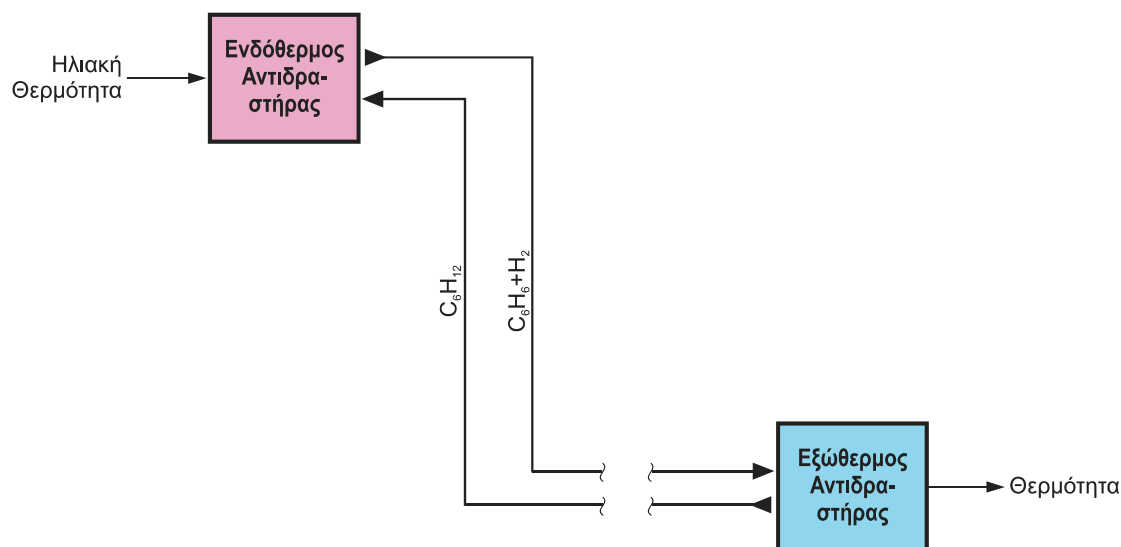 Ηλιακή
Θερμότητα
Ενδόθερμος
Αντιδρα-
στήρας
C₆H₁₂
C₆H₆+H₂
Εξώθερμος
Αντιδρα-
στήρας
Θερμότητα